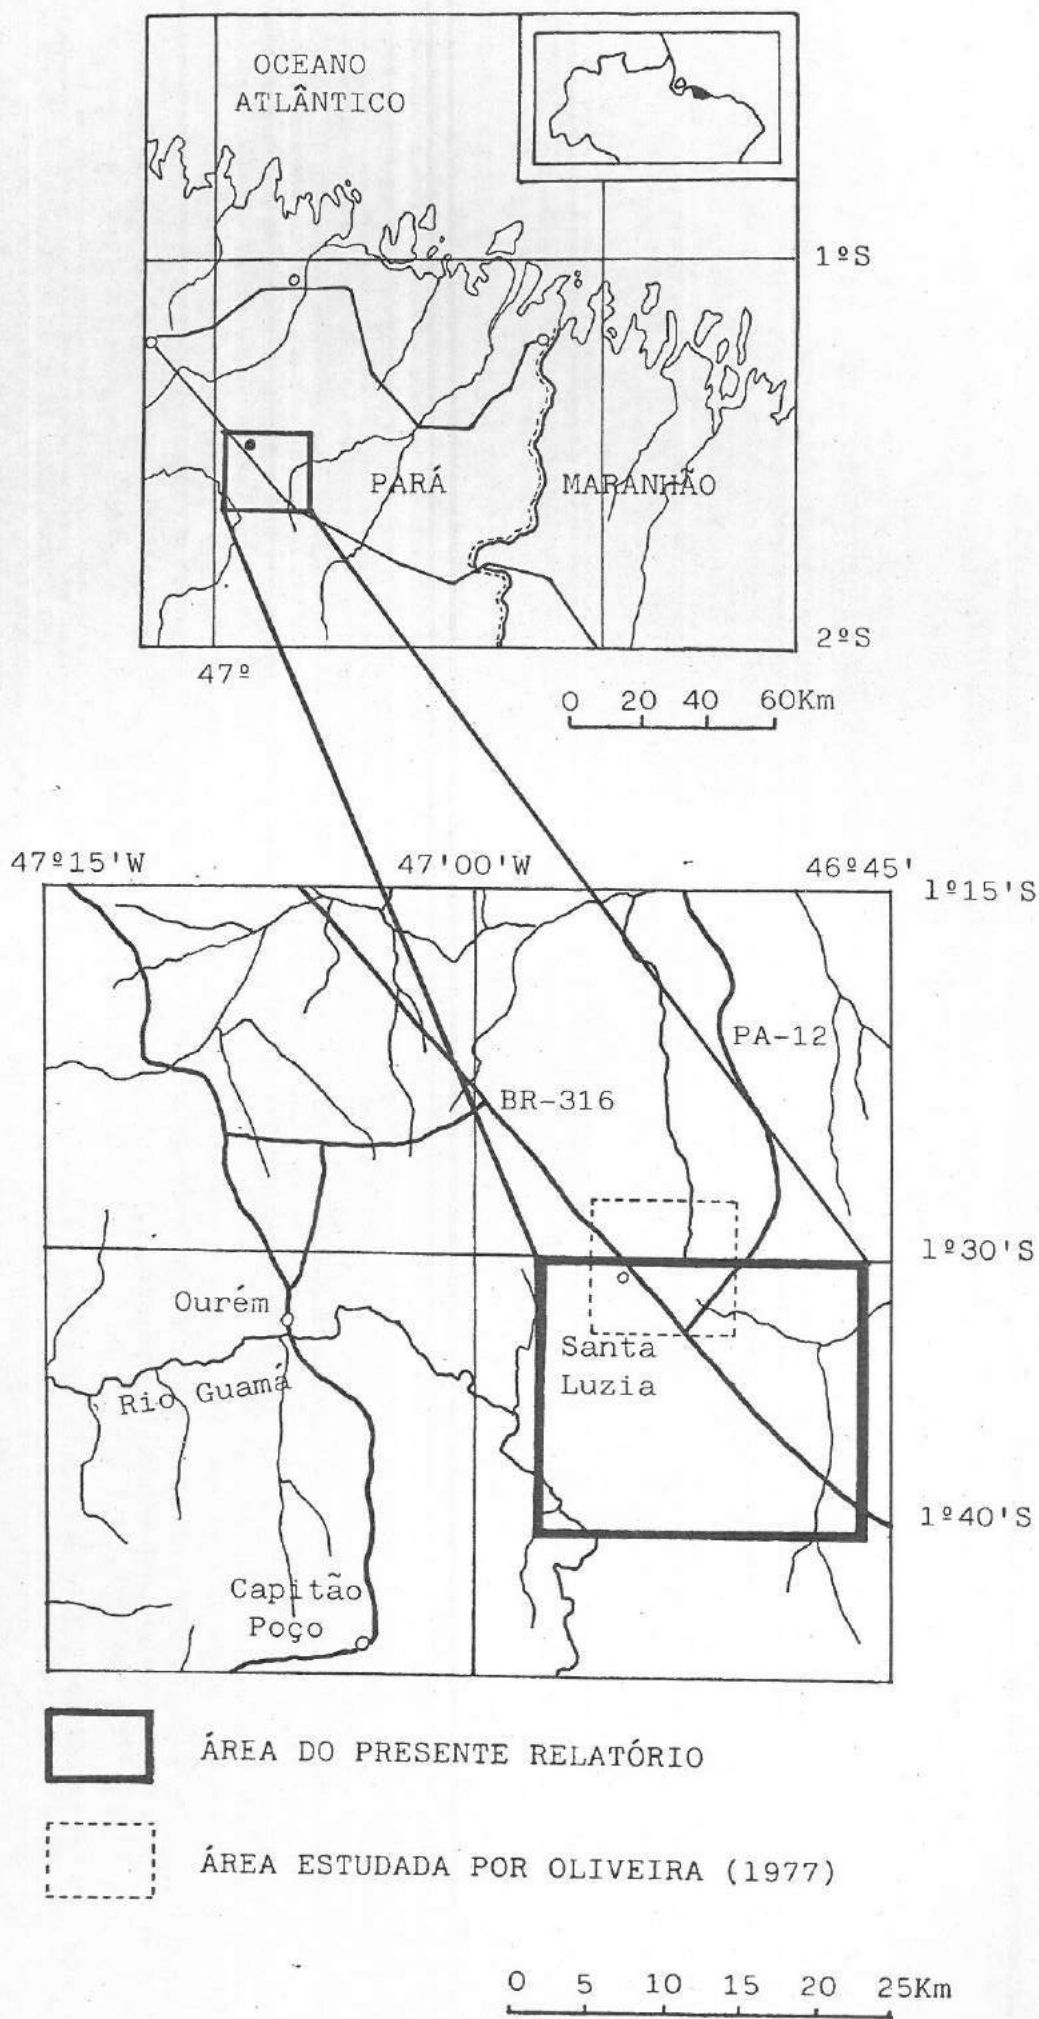 OCEANO
ATLÂNTICO
1ºS
PARÁ
MARANHÃO
2ºS
47º
0 20 40 60Km
47º15'W
47'00'W
46º45'
1º15'S
PA-12
BR-316
1º30'S
Ourém
Santa
Luzia
Rio Guamá
1º40'S
Capitão
Poço
ÁREA DO PRESENTE RELATÓRIO
ÁREA ESTUDADA POR OLIVEIRA (1977)
0 5 10 15 20 25Km